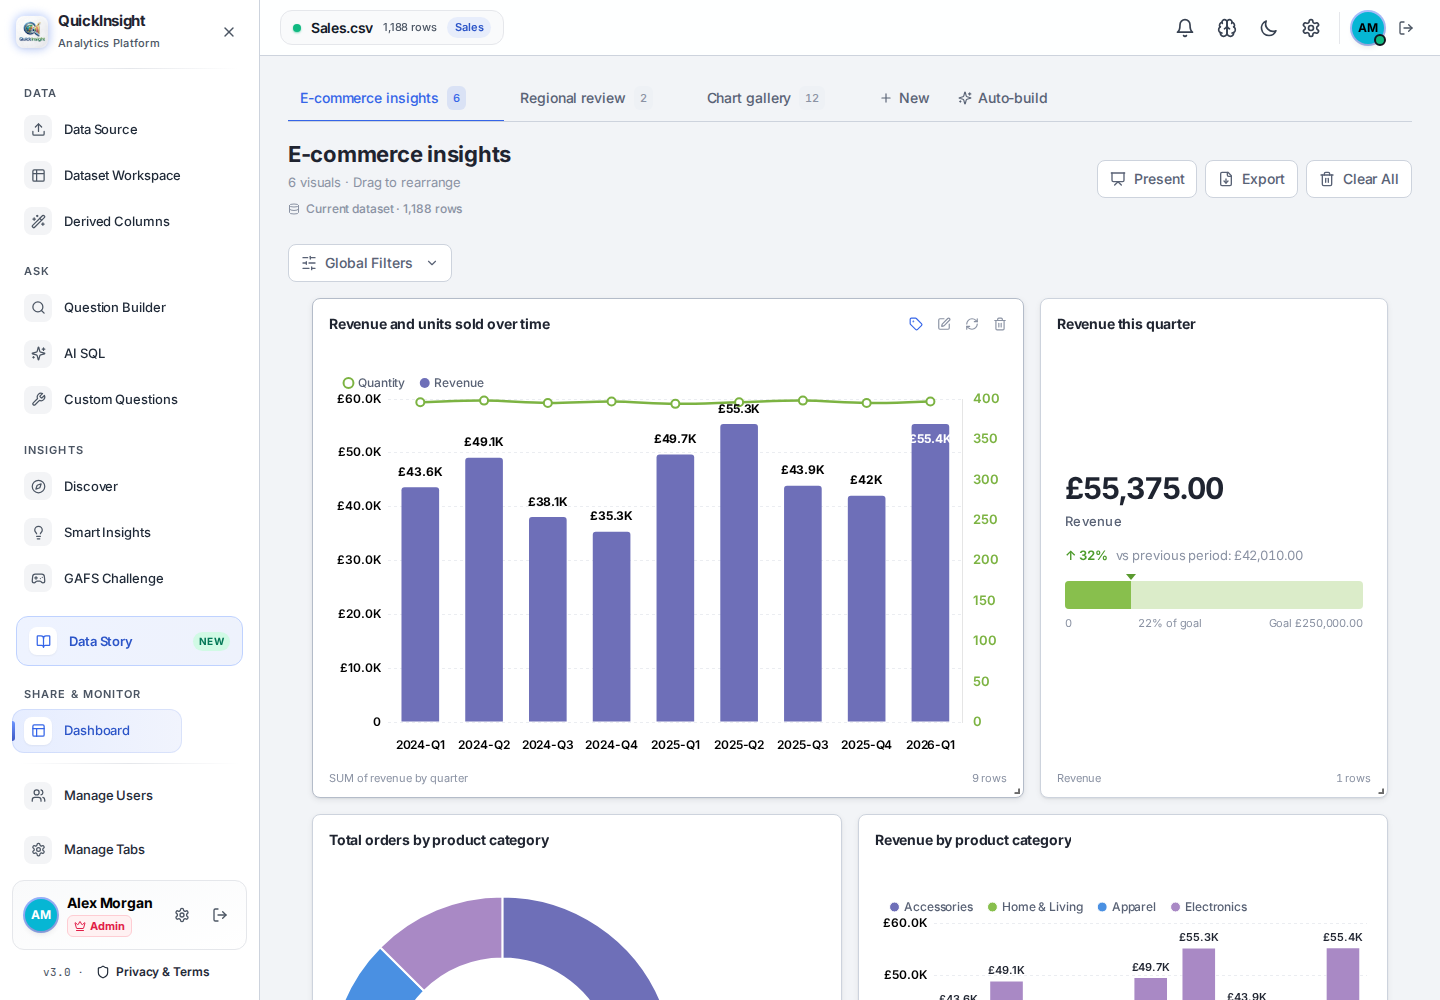 QuickInsight
Analytics Platform
DATA
Data Source
Dataset Workspace
Derived Columns
ASK
Question Builder
AI SQL
Custom Questions
INSIGHTS
Discover
Smart Insights
GAFS Challenge
Data Story NEW
SHARE & MONITOR
Dashboard
Manage Users
Manage Tabs
AM Alex Morgan
Admin
v3.0 · Privacy & Terms
Sales.csv 1,188 rows Sales
AM
E-commerce insights 6 Regional review 2 Chart gallery 12 New Auto-build
E-commerce insights
6 visuals · Drag to rearrange
Current dataset · 1,188 rows
Present Export Clear All
Global Filters
Revenue and units sold over time
Quantity Revenue
£60.0K
£50.0K
£40.0K
£30.0K
£20.0K
£10.0K
0
£43.6K
£49.1K
£38.1K
£35.3K
£49.7K
£55.3K
£43.9K
£42K
£55.4K
400
350
300
250
200
150
100
50
0
2024-Q1 2024-Q2 2024-Q3 2024-Q4 2025-Q1 2025-Q2 2025-Q3 2025-Q4 2026-Q1
SUM of revenue by quarter 9 rows
Revenue this quarter
£55,375.00
Revenue
↑ 32% vs previous period: £42,010.00
0 22% of goal Goal £250,000.00
Revenue 1 rows
Total orders by product category
Revenue by product category
Accessories Home & Living Apparel Electronics
£60.0K
£50.0K
£43.6K
£49.1K
£49.7K
£55.3K
£43.9K
£55.4K